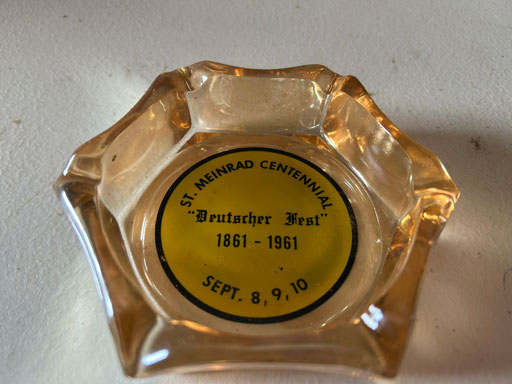 ST. MEINRAD CENTENNIAL
"Deutscher Fest"
1861 - 1961
SEPT. 8, 9, 10